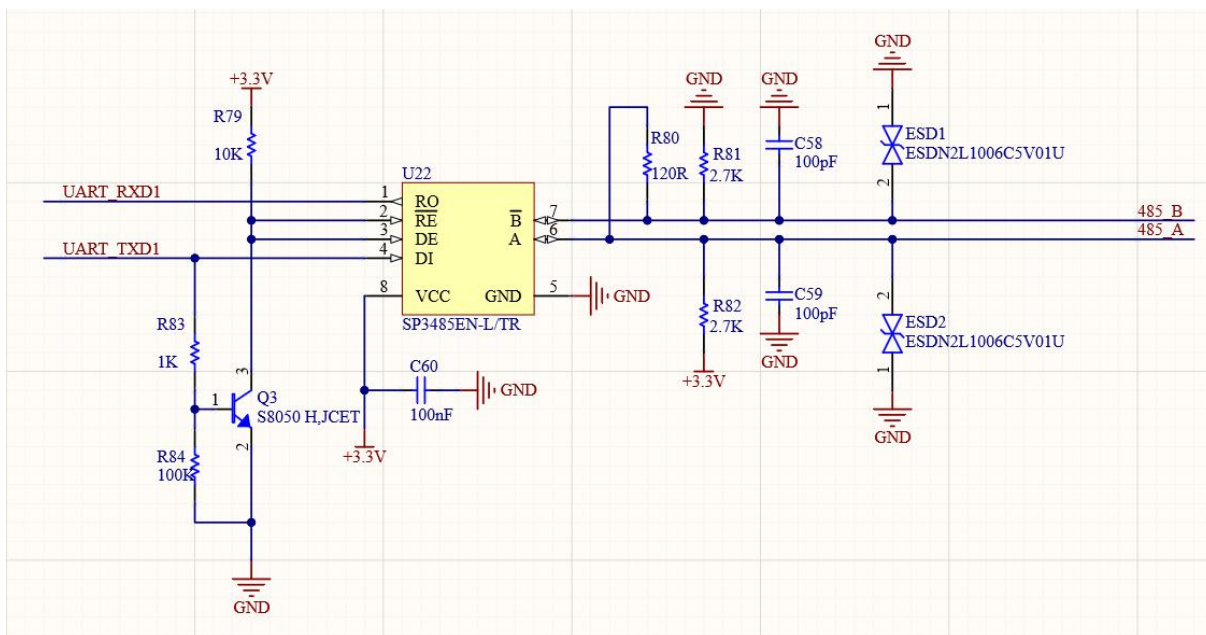 GND
+3.3V
GND
GND
R79
10K
R80
120R
R81
2.7K
C58
100pF
1
ESD1
ESDN2L1006C5V01U
2
U22
UART_RXD1
1
RO
2
RE
3
DE
UART_TXD1
4
DI
8
VCC
B
7
A
6
GND
5
GND
SP3485EN-L/TR
485_B
485_A
R82
2.7K
+3.3V
C59
100pF
GND
2
ESD2
ESDN2L1006C5V01U
1
GND
R83
1K
C60
100nF
GND
+3.3V
3
1
Q3
S8050 H,JCET
2
R84
100K
GND